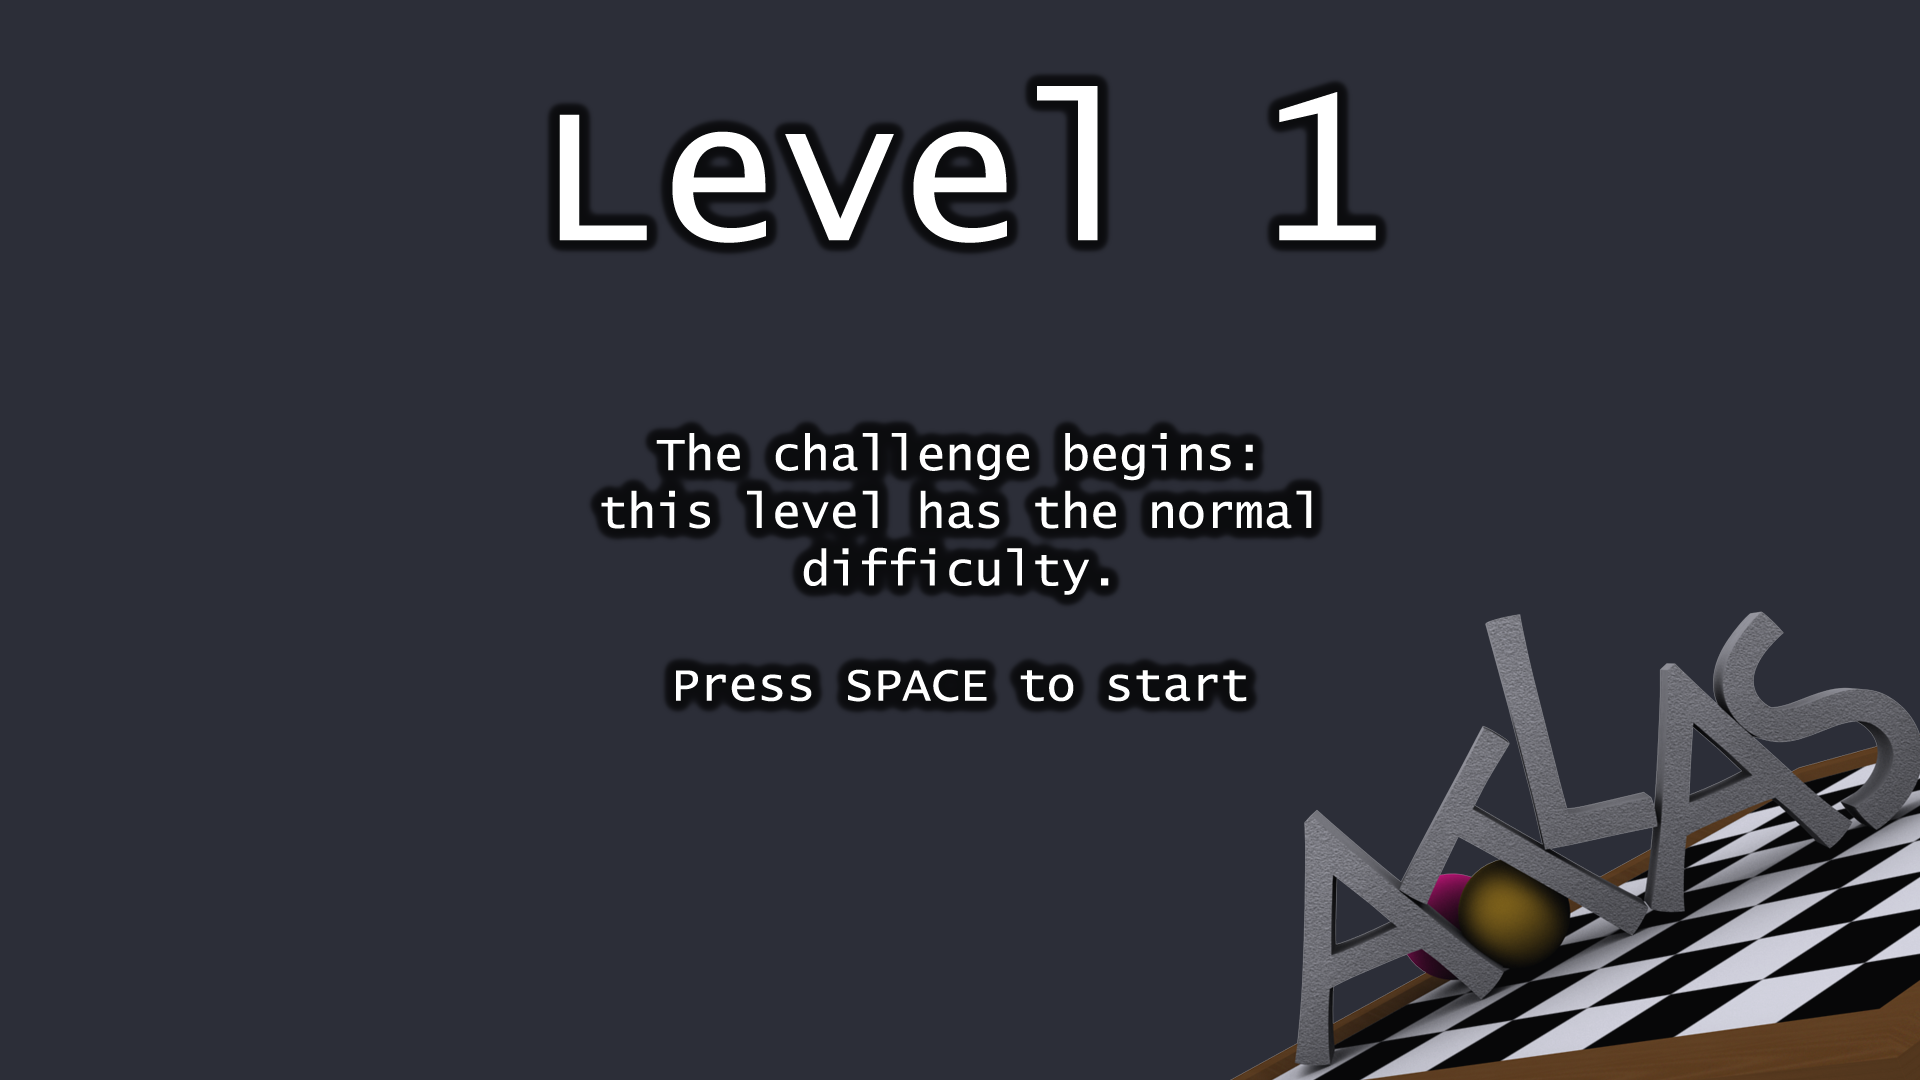 Level 1
The challenge begins:
this level has the normal
difficulty.
Press SPACE to start
ATLAS